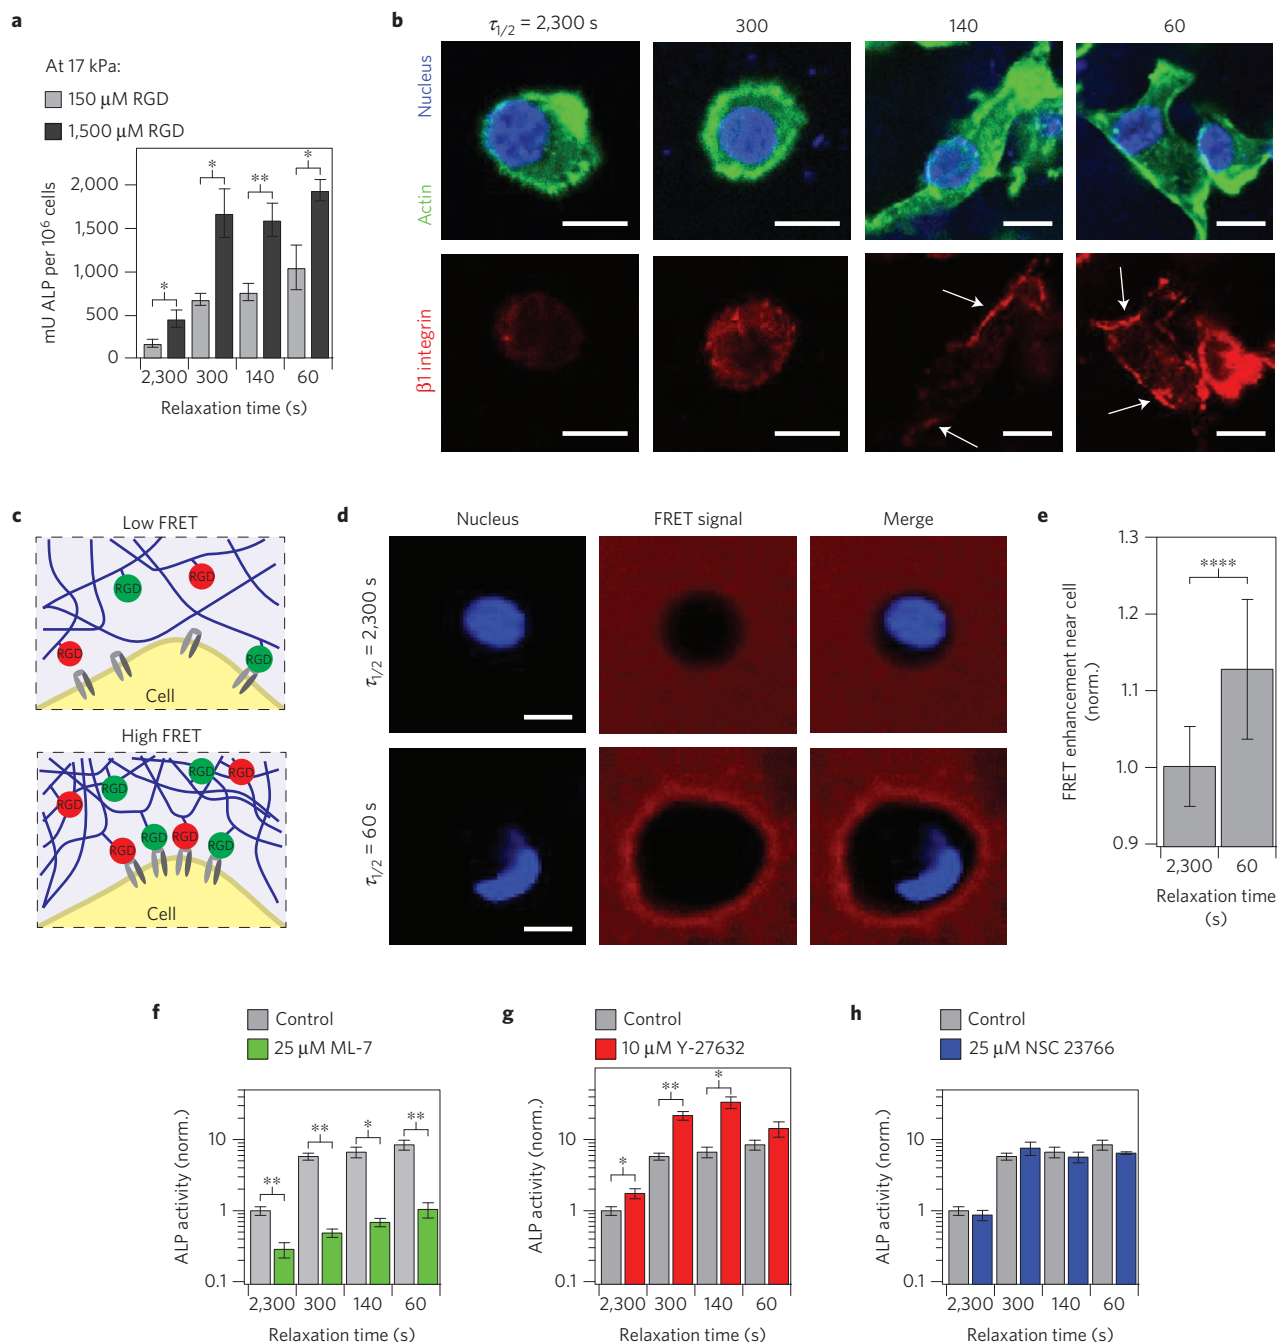 a
At 17 kPa:
150 μM RGD
1,500 μM RGD
mU ALP per 10⁶ cells
2,000
1,500
1,000
500
0
*
*
**
*
2,300 300 140 60
Relaxation time (s)
b
τ1/2 = 2,300 s 300 140 60
Nucleus
Actin
β1 integrin
c
Low FRET
RGD
RGD
RGD
RGD
Cell
High FRET
RGD
RGD
RGD
RGD
RGD
RGD
RGD
RGD
Cell
d
Nucleus FRET signal Merge
τ1/2 = 2,300 s
τ1/2 = 60 s
e
FRET enhancement near cell
(norm.)
1.3
1.2
1.1
1.0
0.9
****
2,300 60
Relaxation time
(s)
f
Control
25 μM ML-7
ALP activity (norm.)
10
1
0.1
**
**
*
**
2,300 300 140 60
Relaxation time (s)
g
Control
10 μM Y-27632
ALP activity (norm.)
10
1
0.1
*
**
*
2,300 300 140 60
Relaxation time (s)
h
Control
25 μM NSC 23766
ALP activity (norm.)
10
1
0.1
2,300 300 140 60
Relaxation time (s)